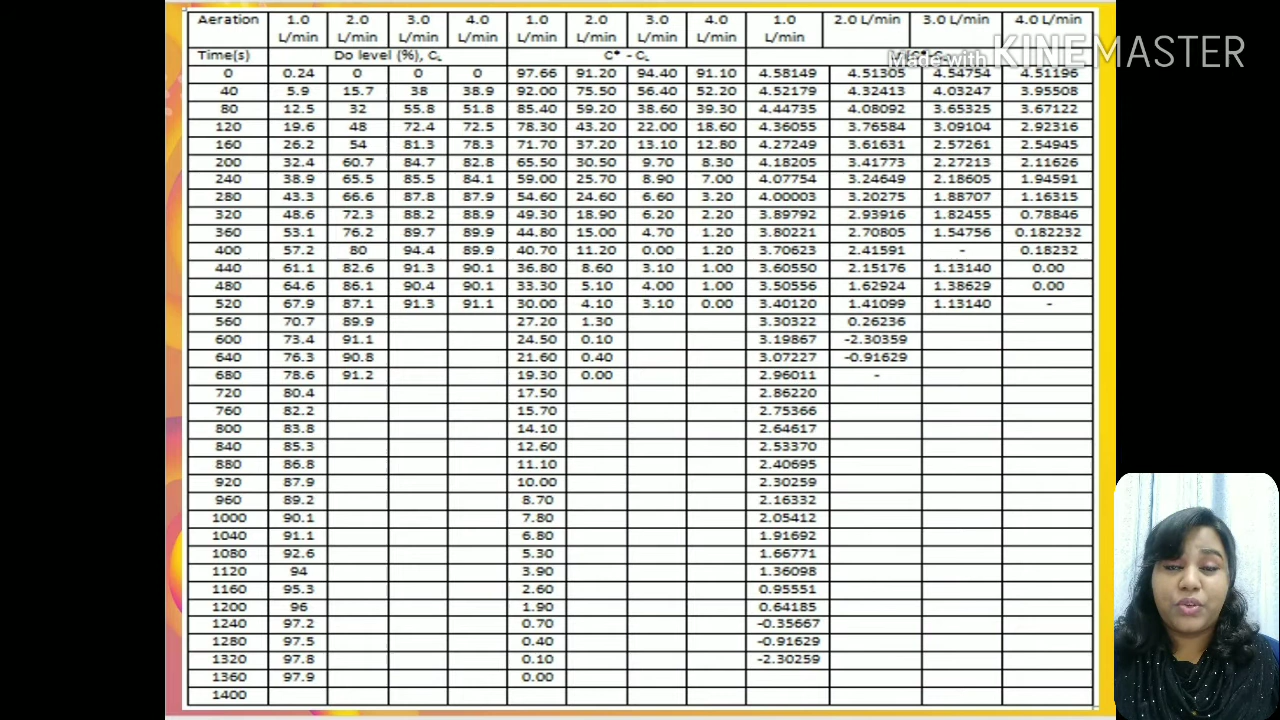 Aeration 1.0 L/min 2.0 L/min 3.0 L/min 4.0 L/min 1.0 L/min 2.0 L/min 3.0 L/min 4.0 L/min 1.0 L/min 2.0 L/min 3.0 L/min 4.0 L/min
Time(s) Do level (%), CL C* - CL
Made with KINEMASTER
0 0.24 0 0 0 97.66 91.20 94.40 91.10 4.58149 4.51305 4.54754 4.51196
40 5.9 15.7 38 38.9 92.00 75.50 56.40 52.20 4.52179 4.32413 4.03247 3.95508
80 12.5 32 55.8 51.8 85.40 59.20 38.60 39.30 4.44735 4.08092 3.65325 3.67122
120 19.6 48 72.4 72.5 78.30 43.20 22.00 18.60 4.36055 3.76584 3.09104 2.92316
160 26.2 54 81.3 78.3 71.70 37.20 13.10 12.80 4.27249 3.61631 2.57261 2.54945
200 32.4 60.7 84.7 82.8 65.50 30.50 9.70 8.30 4.18205 3.41773 2.27213 2.11626
240 38.9 65.5 85.5 84.1 59.00 25.70 8.90 7.00 4.07754 3.24649 2.18605 1.94591
280 43.3 66.6 87.8 87.9 54.60 24.60 6.60 3.20 4.00003 3.20275 1.88707 1.16315
320 48.6 72.3 88.2 88.9 49.30 18.90 6.20 2.20 3.89792 2.93916 1.82455 0.78846
360 53.1 76.2 89.7 89.9 44.80 15.00 4.70 1.20 3.80221 2.70805 1.54756 0.182232
400 57.2 80 94.4 89.9 40.70 11.20 0.00 1.20 3.70623 2.41591 - 0.18232
440 61.1 82.6 91.3 90.1 36.80 8.60 3.10 1.00 3.60550 2.15176 1.13140 0.00
480 64.6 86.1 90.4 90.1 33.30 5.10 4.00 1.00 3.50556 1.62924 1.38629 0.00
520 67.9 87.1 91.3 91.1 30.00 4.10 3.10 0.00 3.40120 1.41099 1.13140 -
560 70.7 89.9 27.20 1.30 3.30322 0.26236
600 73.4 91.1 24.50 0.10 3.19867 -2.30359
640 76.3 90.8 21.60 0.40 3.07227 -0.91629
680 78.6 91.2 19.30 0.00 2.96011 -
720 80.4 17.50 2.86220
760 82.2 15.70 2.75366
800 83.8 14.10 2.64617
840 85.3 12.60 2.53370
880 86.8 11.10 2.40695
920 87.9 10.00 2.30259
960 89.2 8.70 2.16332
1000 90.1 7.80 2.05412
1040 91.1 6.80 1.91692
1080 92.6 5.30 1.66771
1120 94 3.90 1.36098
1160 95.3 2.60 0.95551
1200 96 1.90 0.64185
1240 97.2 0.70 -0.35667
1280 97.5 0.40 -0.91629
1320 97.8 0.10 -2.30259
1360 97.9 0.00
1400